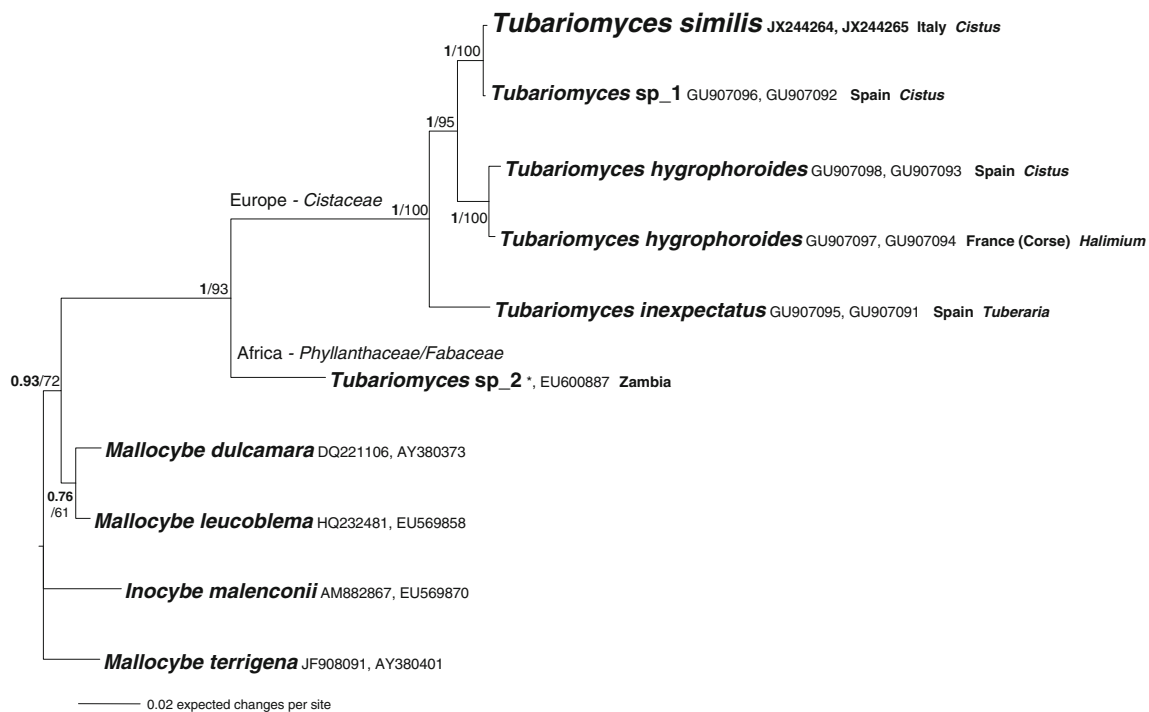 Tubariomyces similis JX244264, JX244265 Italy Cistus
1/100
Tubariomyces sp_1 GU907096, GU907092 Spain Cistus
1/95
Tubariomyces hygrophoroides GU907098, GU907093 Spain Cistus
Europe - Cistaceae
1/100
1/100
Tubariomyces hygrophoroides GU907097, GU907094 France (Corse) Halimium
1/93
Tubariomyces inexpectatus GU907095, GU907091 Spain Tuberaria
Africa - Phyllanthaceae/Fabaceae
Tubariomyces sp_2 *, EU600887 Zambia
0.93/72
Mallocybe dulcamara DQ221106, AY380373
0.76
/61
Mallocybe leucoblema HQ232481, EU569858
Inocybe malenconii AM882867, EU569870
Mallocybe terrigena JF908091, AY380401
0.02 expected changes per site